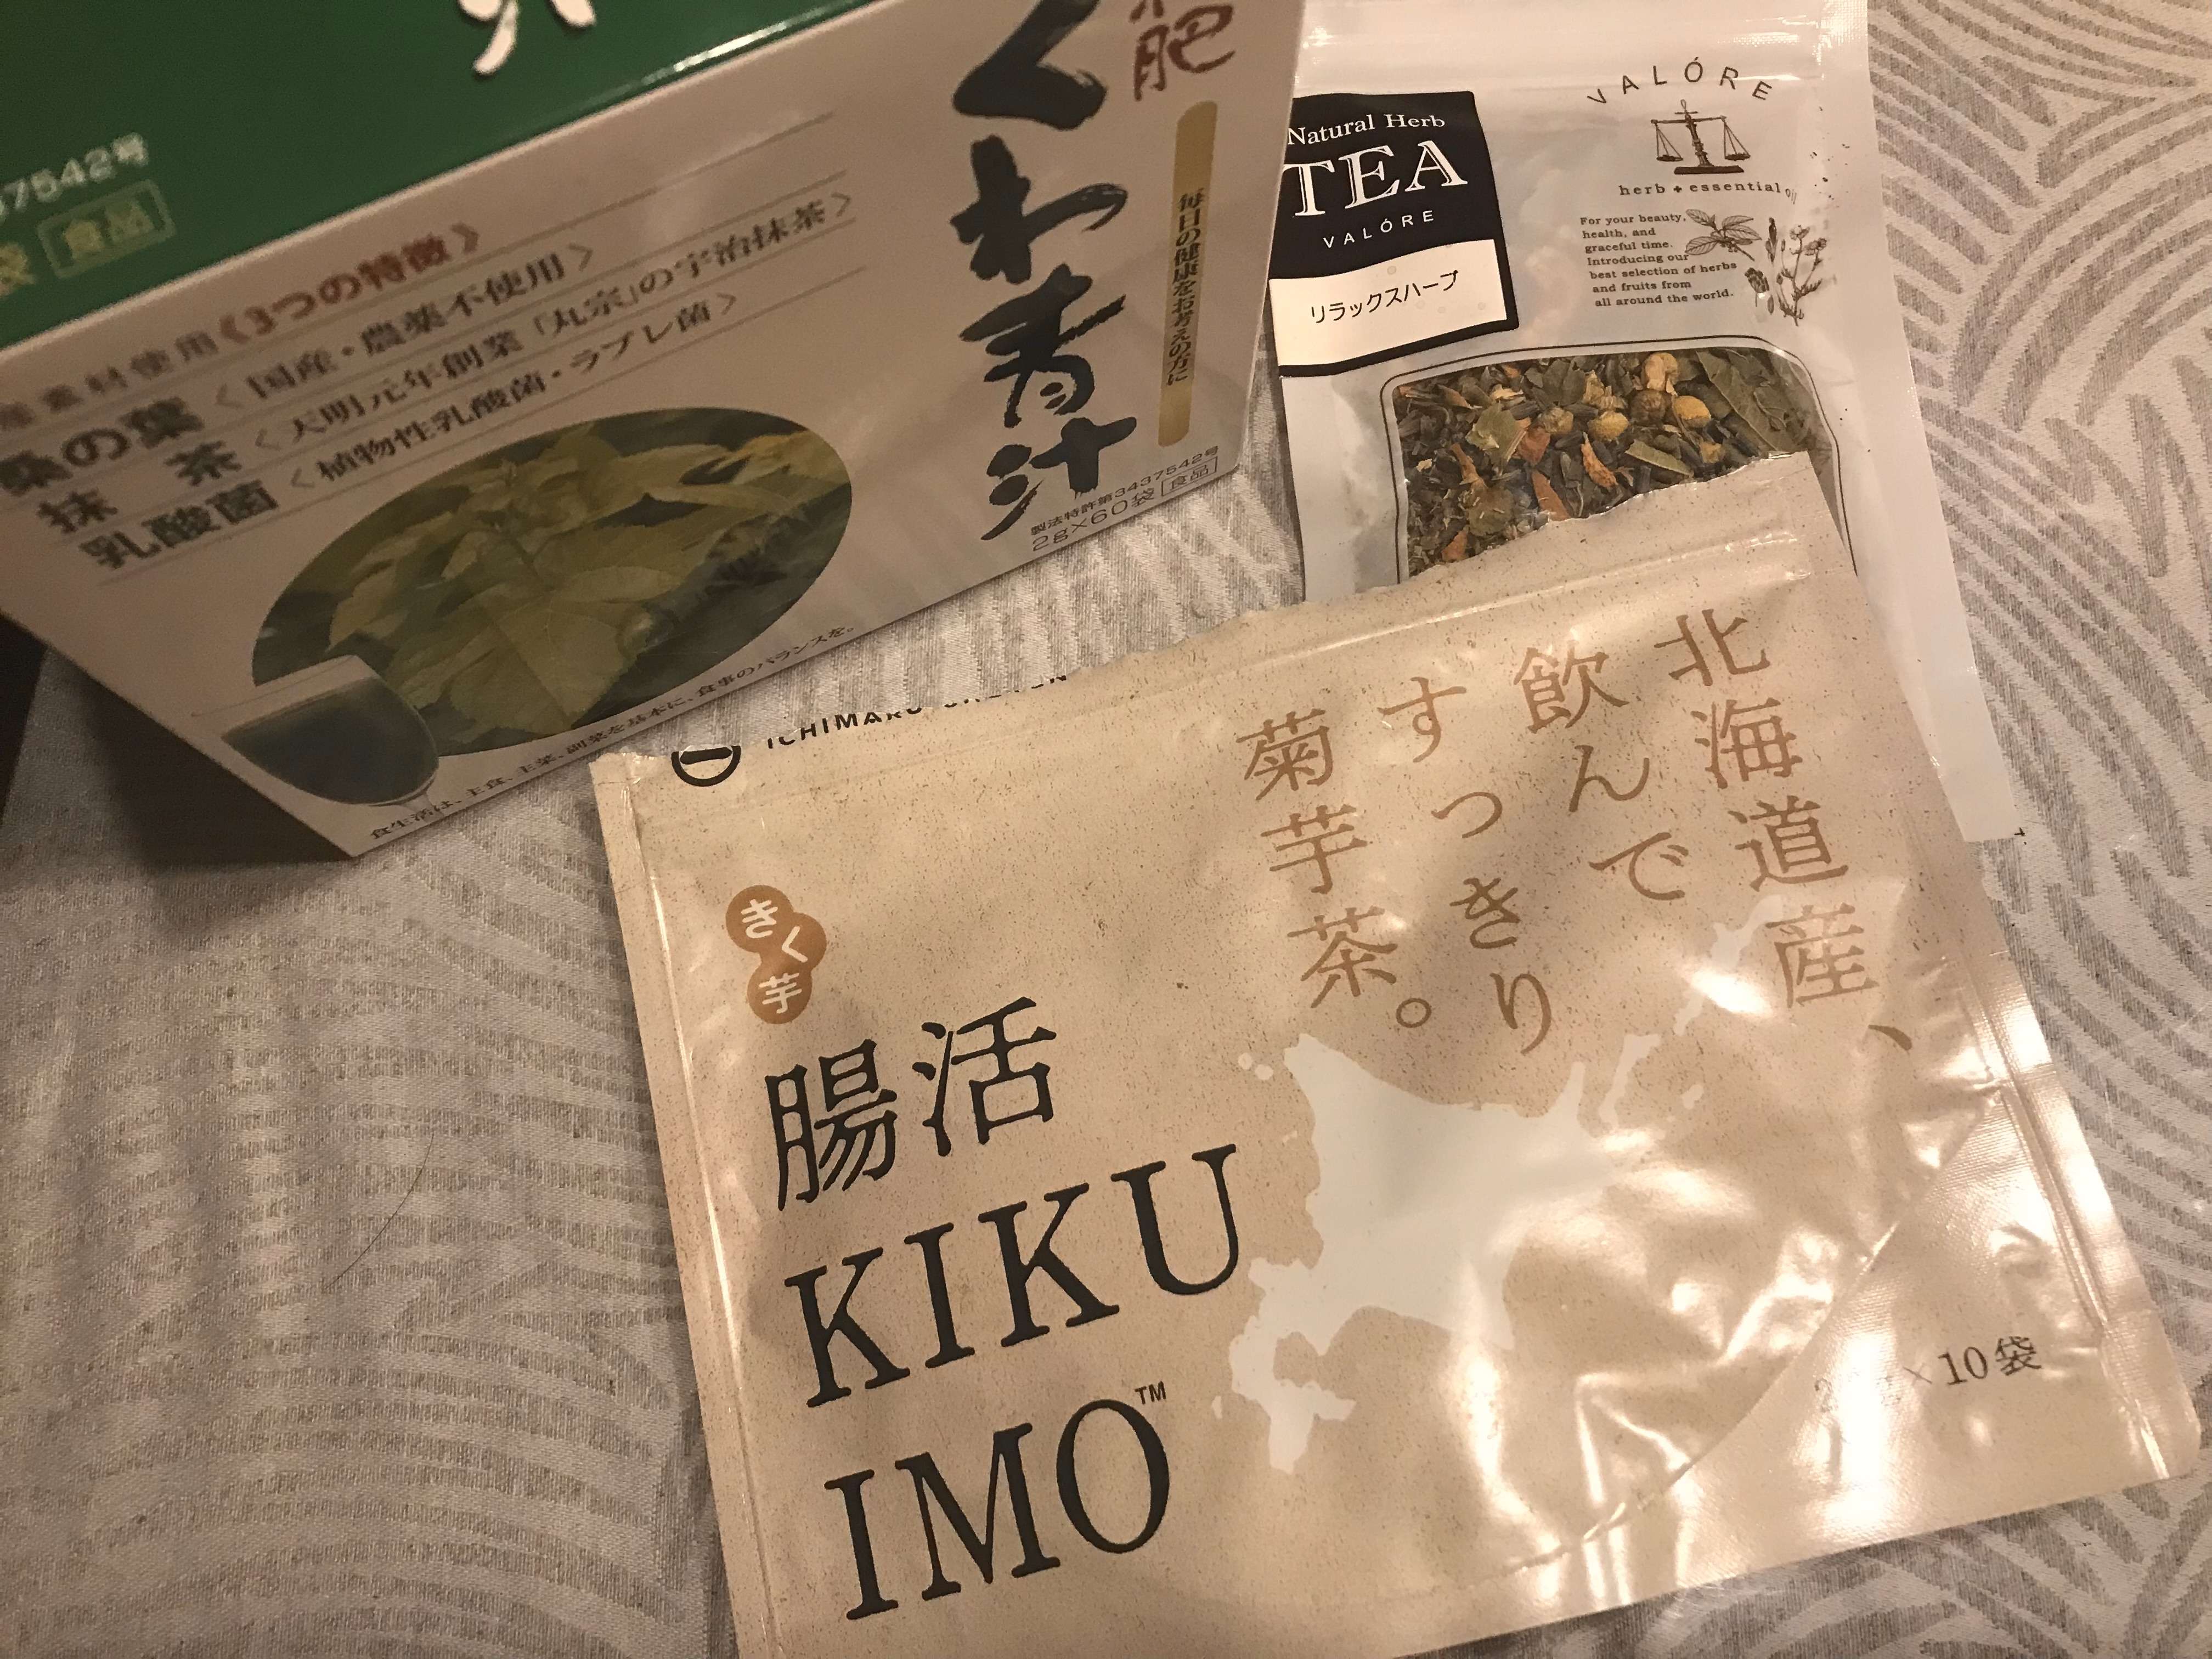 7542号
袋 食品
素材使用《3つの特徴》
桑の葉〈国産・農薬不使用〉
抹茶〈天明元年創業「丸宗」の宇治抹茶〉
乳酸菌〈植物性乳酸菌・ラブレ菌〉
肥
くわ青汁
毎日の健康をお考えの方に
製法特許第3437542号
2g×60袋 食品
食生活は、主食、主菜、副菜を基本に、食事のバランスを。
Natural Herb
TEA
VALÓRE
リラックスハーブ
VALÓRE
herb + essential oil
For your beauty,
health, and
graceful time.
Introducing our
best selection of herbs
and fruits from
all around the world.
ICHIMARU
北海道産、
飲んで
すっきり
菊芋茶。
きく芋
腸活
KIKU
IMO™
× 10袋